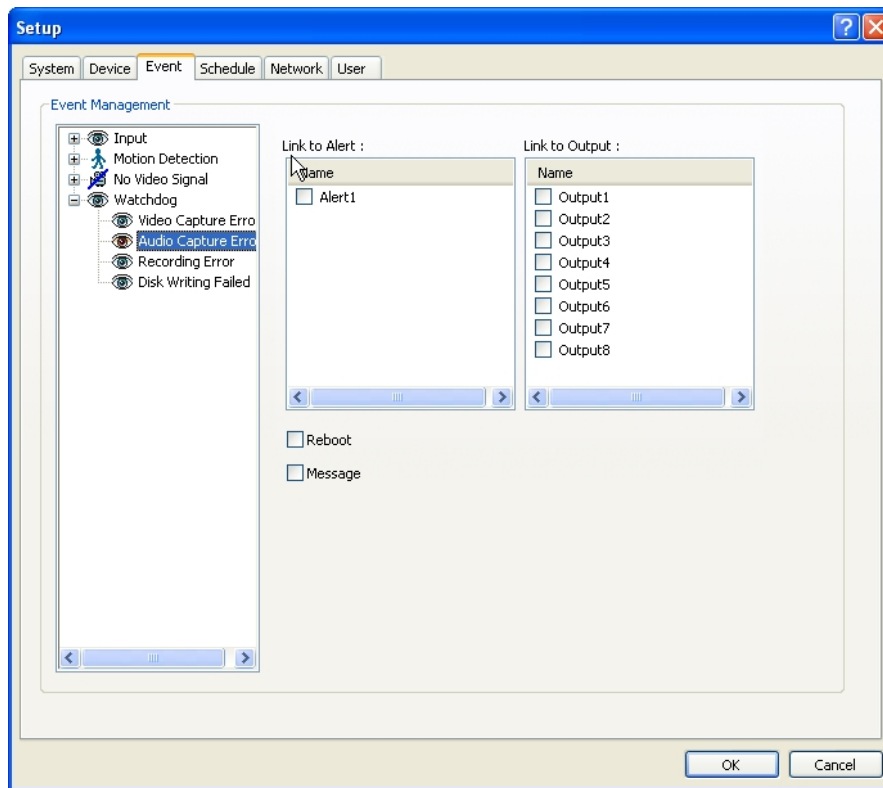 Setup
System Device Event Schedule Network User
Event Management
Input
Motion Detection
No Video Signal
Watchdog
Video Capture Erro
Audio Capture Erro
Recording Error
Disk Writing Failed
Link to Alert :
Name
Alert1
Link to Output :
Name
Output1
Output2
Output3
Output4
Output5
Output6
Output7
Output8
Reboot
Message
OK Cancel